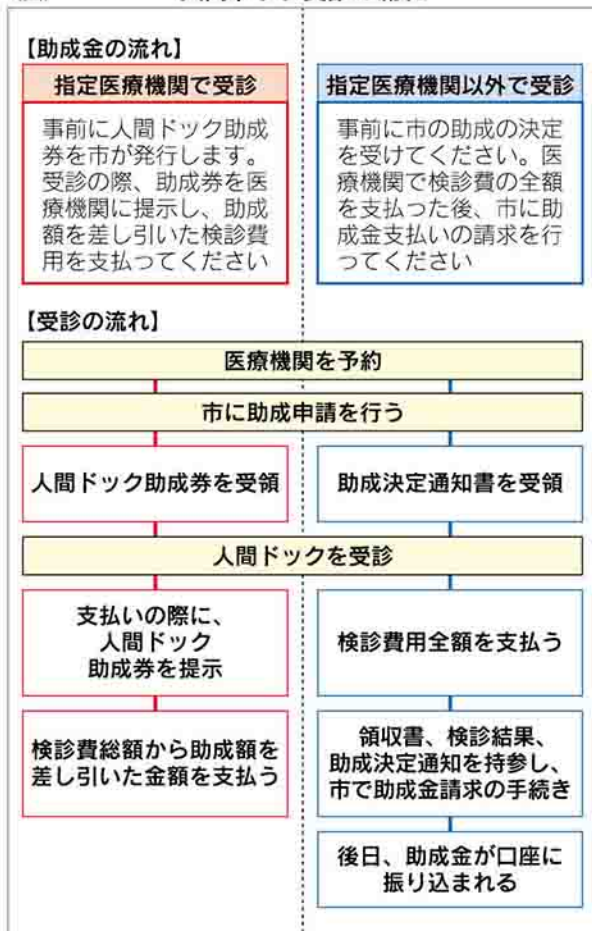 【助成金の流れ】
指定医療機関で受診
事前に人間ドック助成
券を市が発行します。
受診の際、助成券を医
療機関に提示し、助成
額を差し引いた検診費
用を支払ってください
指定医療機関以外で受診
事前に市の助成の決定
を受けてください。医
療機関で検診費の全額
を支払った後、市に助
成金支払いの請求を行
ってください
【受診の流れ】
医療機関を予約
市に助成申請を行う
人間ドック助成券を受領
助成決定通知書を受領
人間ドックを受診
支払いの際に、
人間ドック
助成券を提示
検診費用全額を支払う
検診費総額から助成額を
差し引いた金額を支払う
領収書、検診結果、
助成決定通知を持参し、
市で助成金請求の手続き
後日、助成金が口座に
振り込まれる